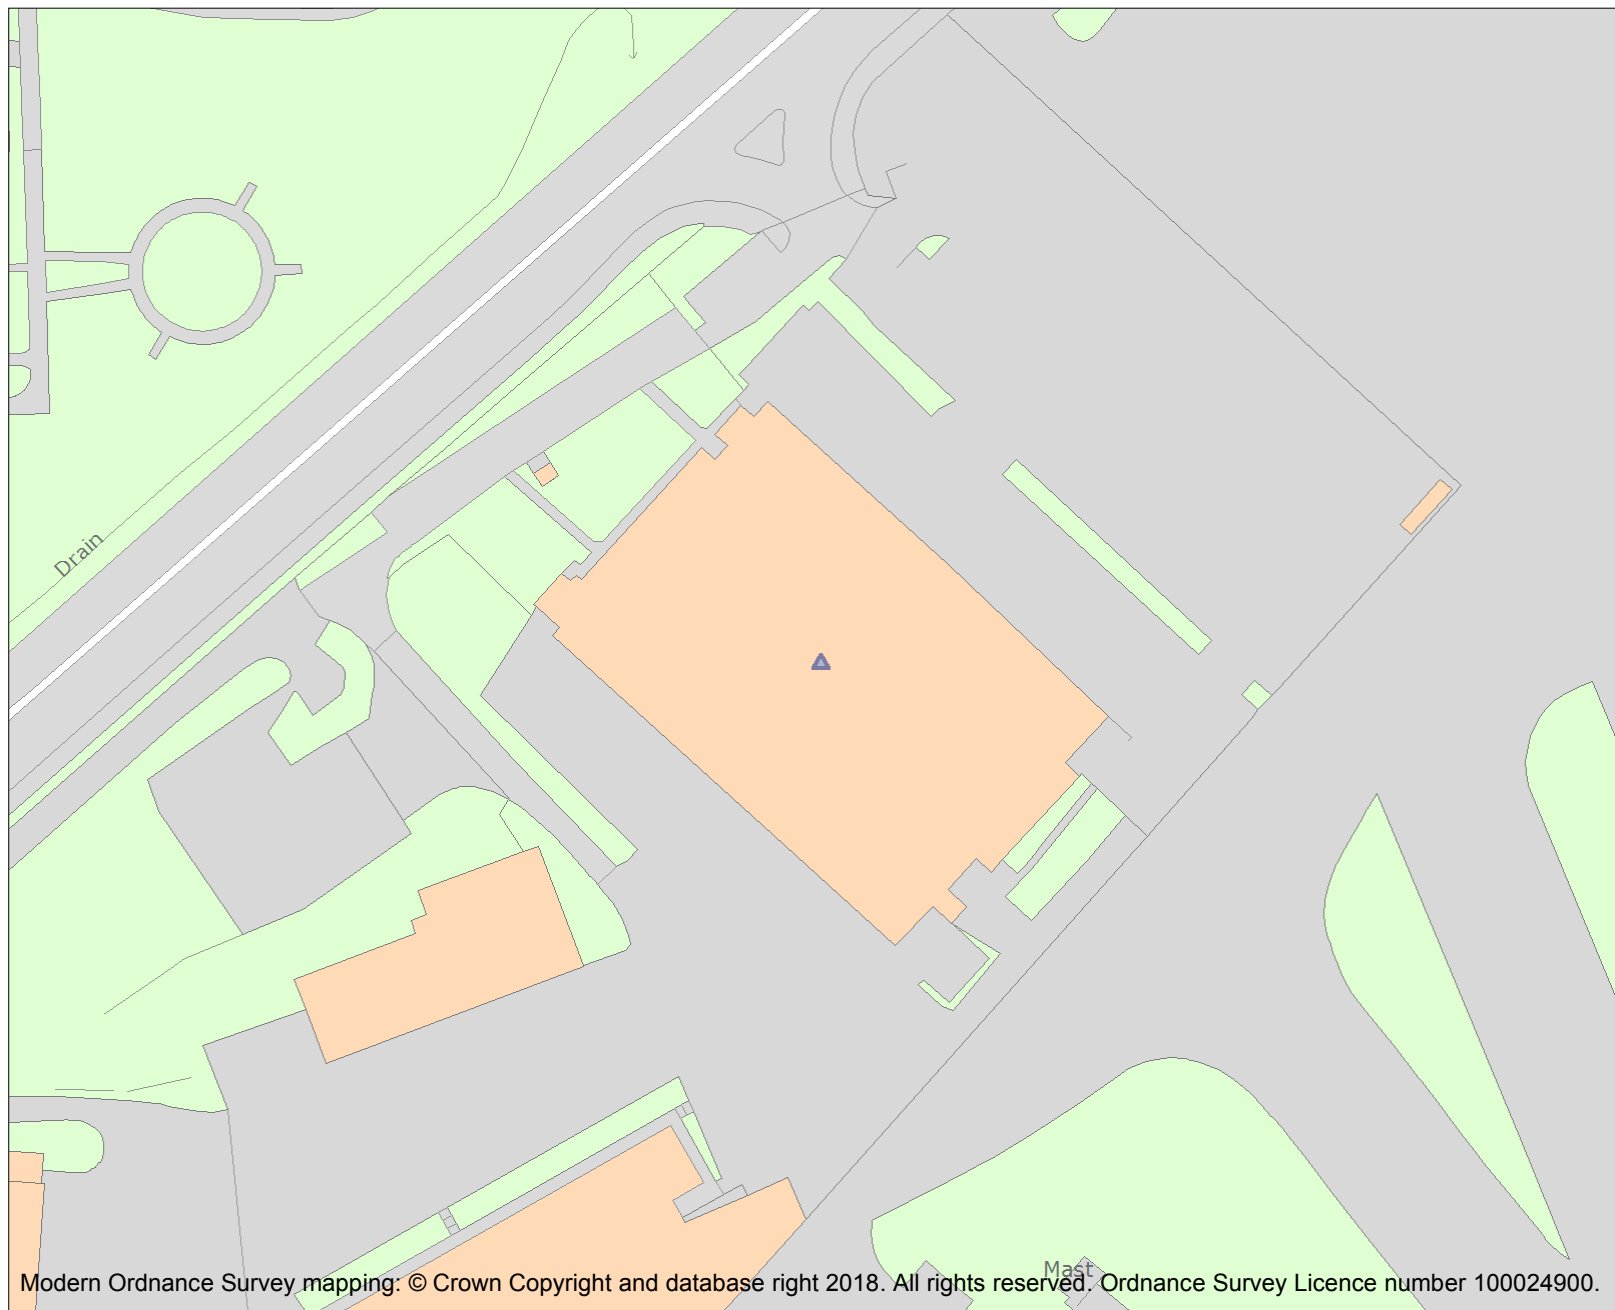 Drain
Mast
Modern Ordnance Survey mapping: © Crown Copyright and database right 2018. All rights reserved. Ordnance Survey Licence number 100024900.